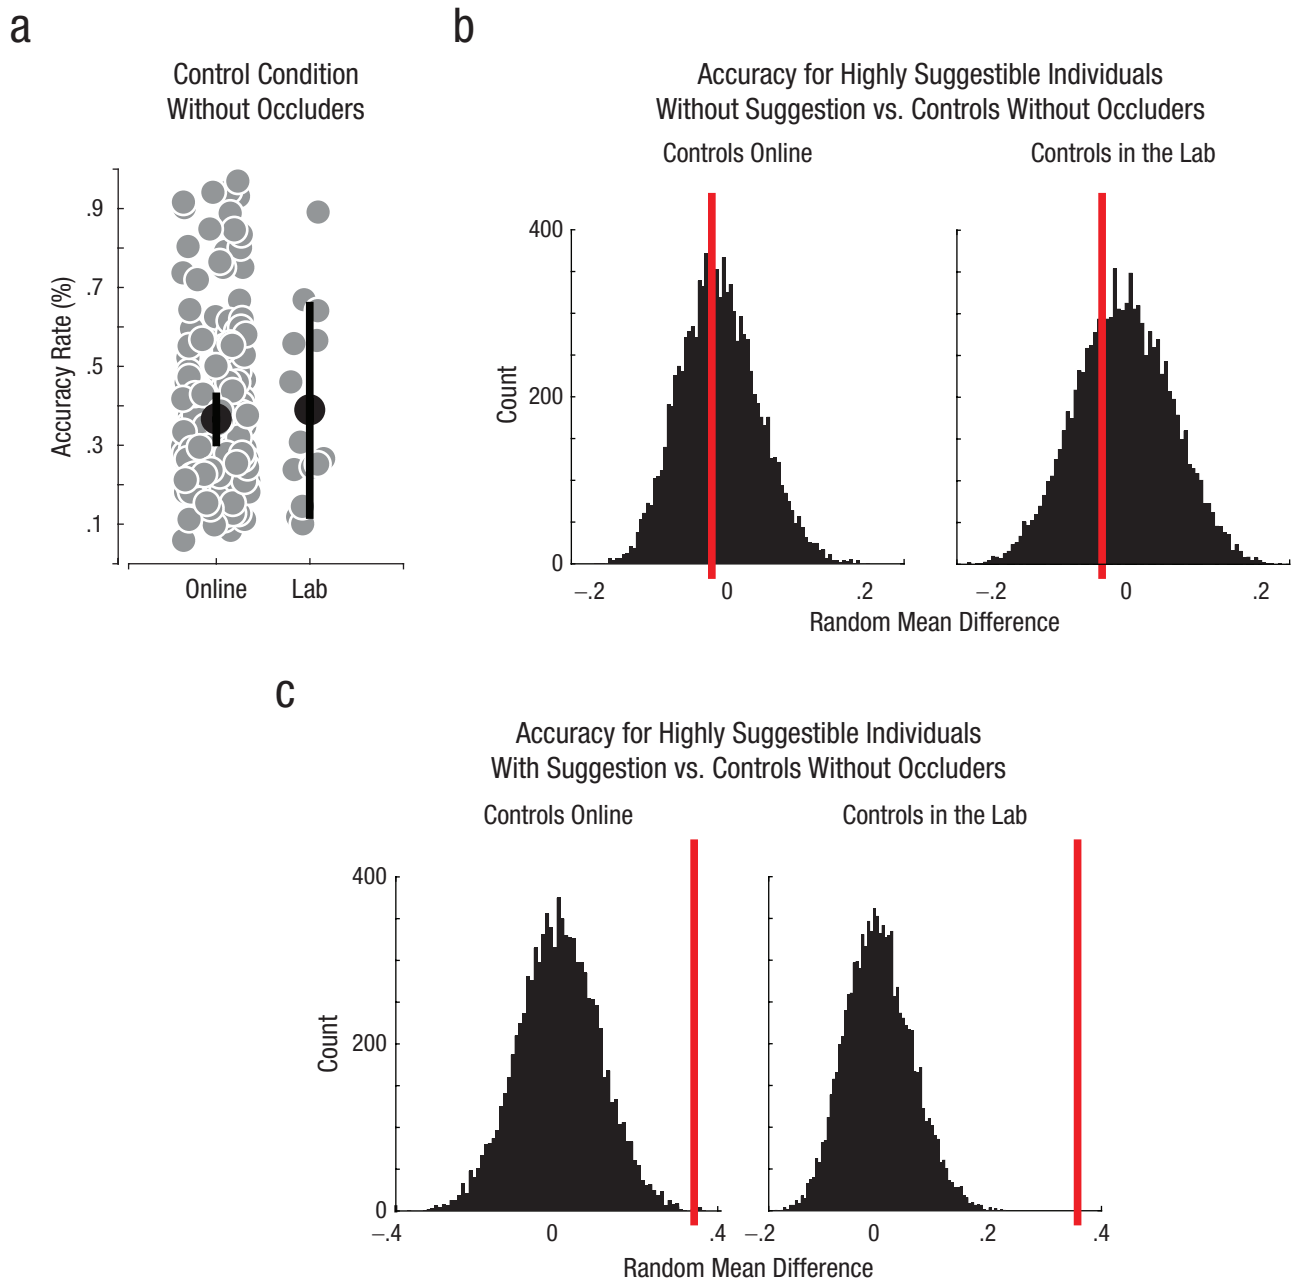 a
Control Condition
Without Occluders
Accuracy Rate (%)
.9
.7
.5
.3
.1
Online
Lab
b
Accuracy for Highly Suggestible Individuals
Without Suggestion vs. Controls Without Occluders
Controls Online
Controls in the Lab
Count
400
200
0
−.2
0
.2
−.2
0
.2
Random Mean Difference
c
Accuracy for Highly Suggestible Individuals
With Suggestion vs. Controls Without Occluders
Controls Online
Controls in the Lab
Count
400
200
0
−.4
0
.4
−.2
0
.2
.4
Random Mean Difference